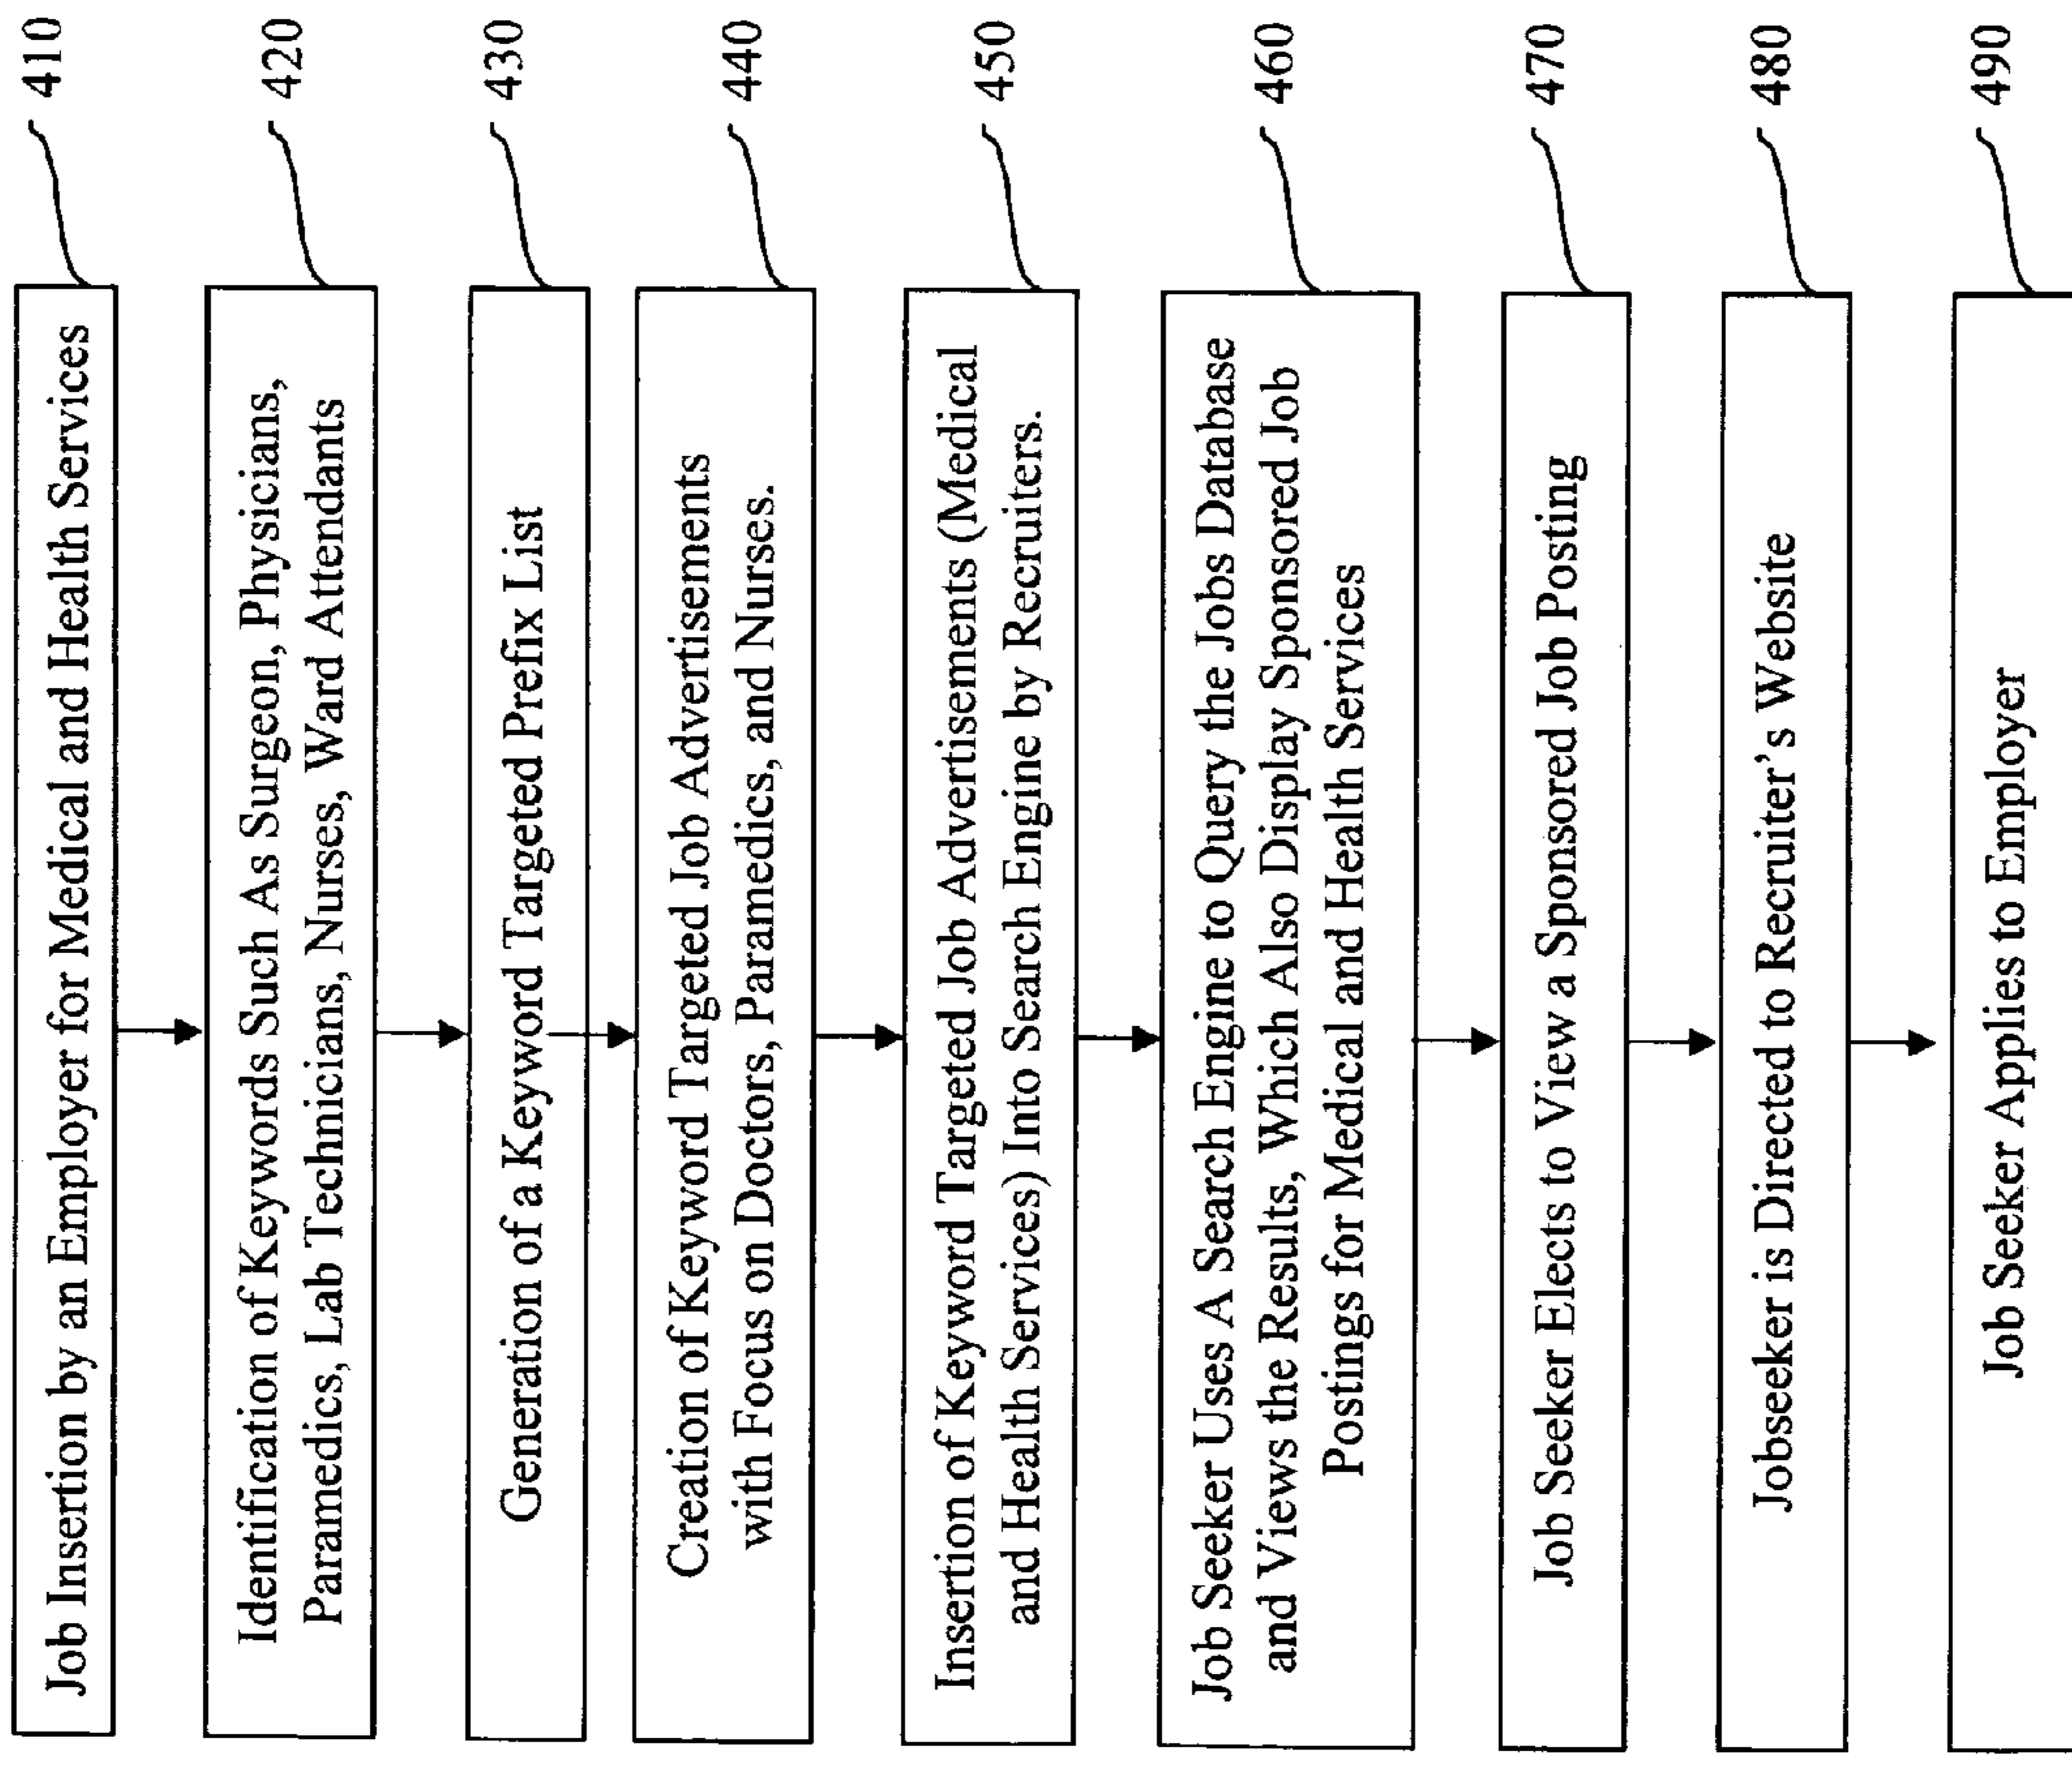 Job Insertion by an Employer for Medical and Health Services
410
Identification of Keywords Such As Surgeon, Physicians,
Paramedics, Lab Technicians, Nurses, Ward Attendants
420
Generation of a Keyword Targeted Prefix List
430
Creation of Keyword Targeted Job Advertisements
with Focus on Doctors, Paramedics, and Nurses.
440
Insertion of Keyword Targeted Job Advertisements (Medical
and Health Services) Into Search Engine by Recruiters.
450
Job Seeker Uses A Search Engine to Query the Jobs Database
and Views the Results, Which Also Display Sponsored Job
Postings for Medical and Health Services
460
Job Seeker Elects to View a Sponsored Job Posting
470
Jobseeker is Directed to Recruiter's Website
480
Job Seeker Applies to Employer
490